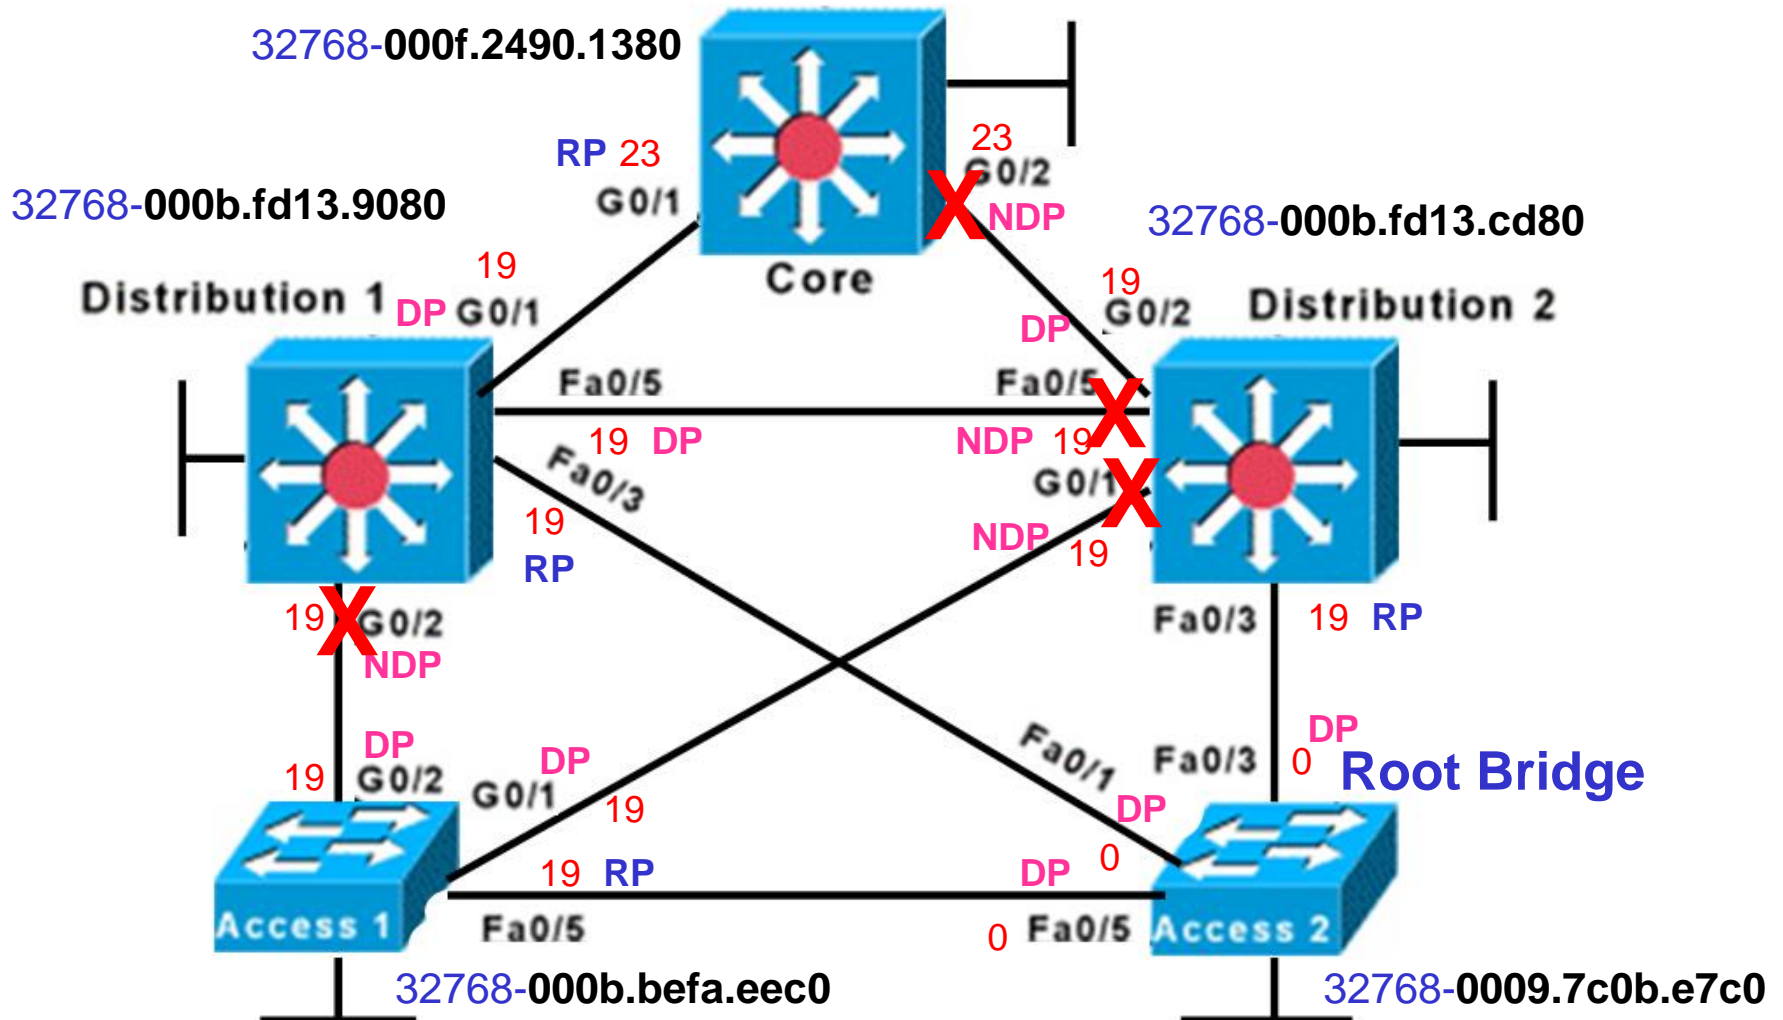 32768-000f.2490.1380
RP 23
23
G0/1
G0/2
NDP
32768-000b.fd13.9080
32768-000b.fd13.cd80
Core
19
19
Distribution 1
DP G0/1
G0/2
Distribution 2
DP
Fa0/5
Fa0/5
X
X
19 DP
NDP 19
Fa0/3
G0/1
X
19
NDP
19
RP
19
X
G0/2
NDP
Fa0/3
19 RP
DP
19
G0/2
G0/1
DP
19
Fa0/1
DP
0
Fa0/3
DP
0
Root Bridge
19 RP
DP
Access 1
Fa0/5
0
Fa0/5
Access 2
32768-000b.befa.eec0
32768-0009.7c0b.e7c0